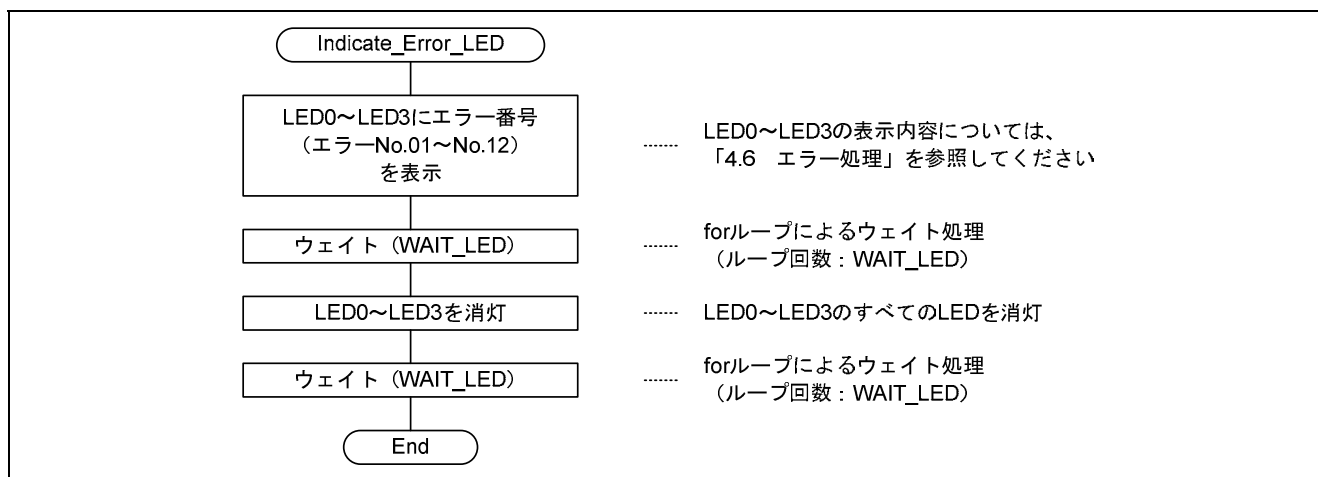 Indicate_Error_LED
LED0～LED3にエラー番号
（エラーNo.01～No.12）
を表示
LED0～LED3の表示内容については、
「4.6　エラー処理」を参照してください
ウェイト（WAIT_LED）
forループによるウェイト処理
（ループ回数：WAIT_LED）
LED0～LED3を消灯
LED0～LED3のすべてのLEDを消灯
ウェイト（WAIT_LED）
forループによるウェイト処理
（ループ回数：WAIT_LED）
End